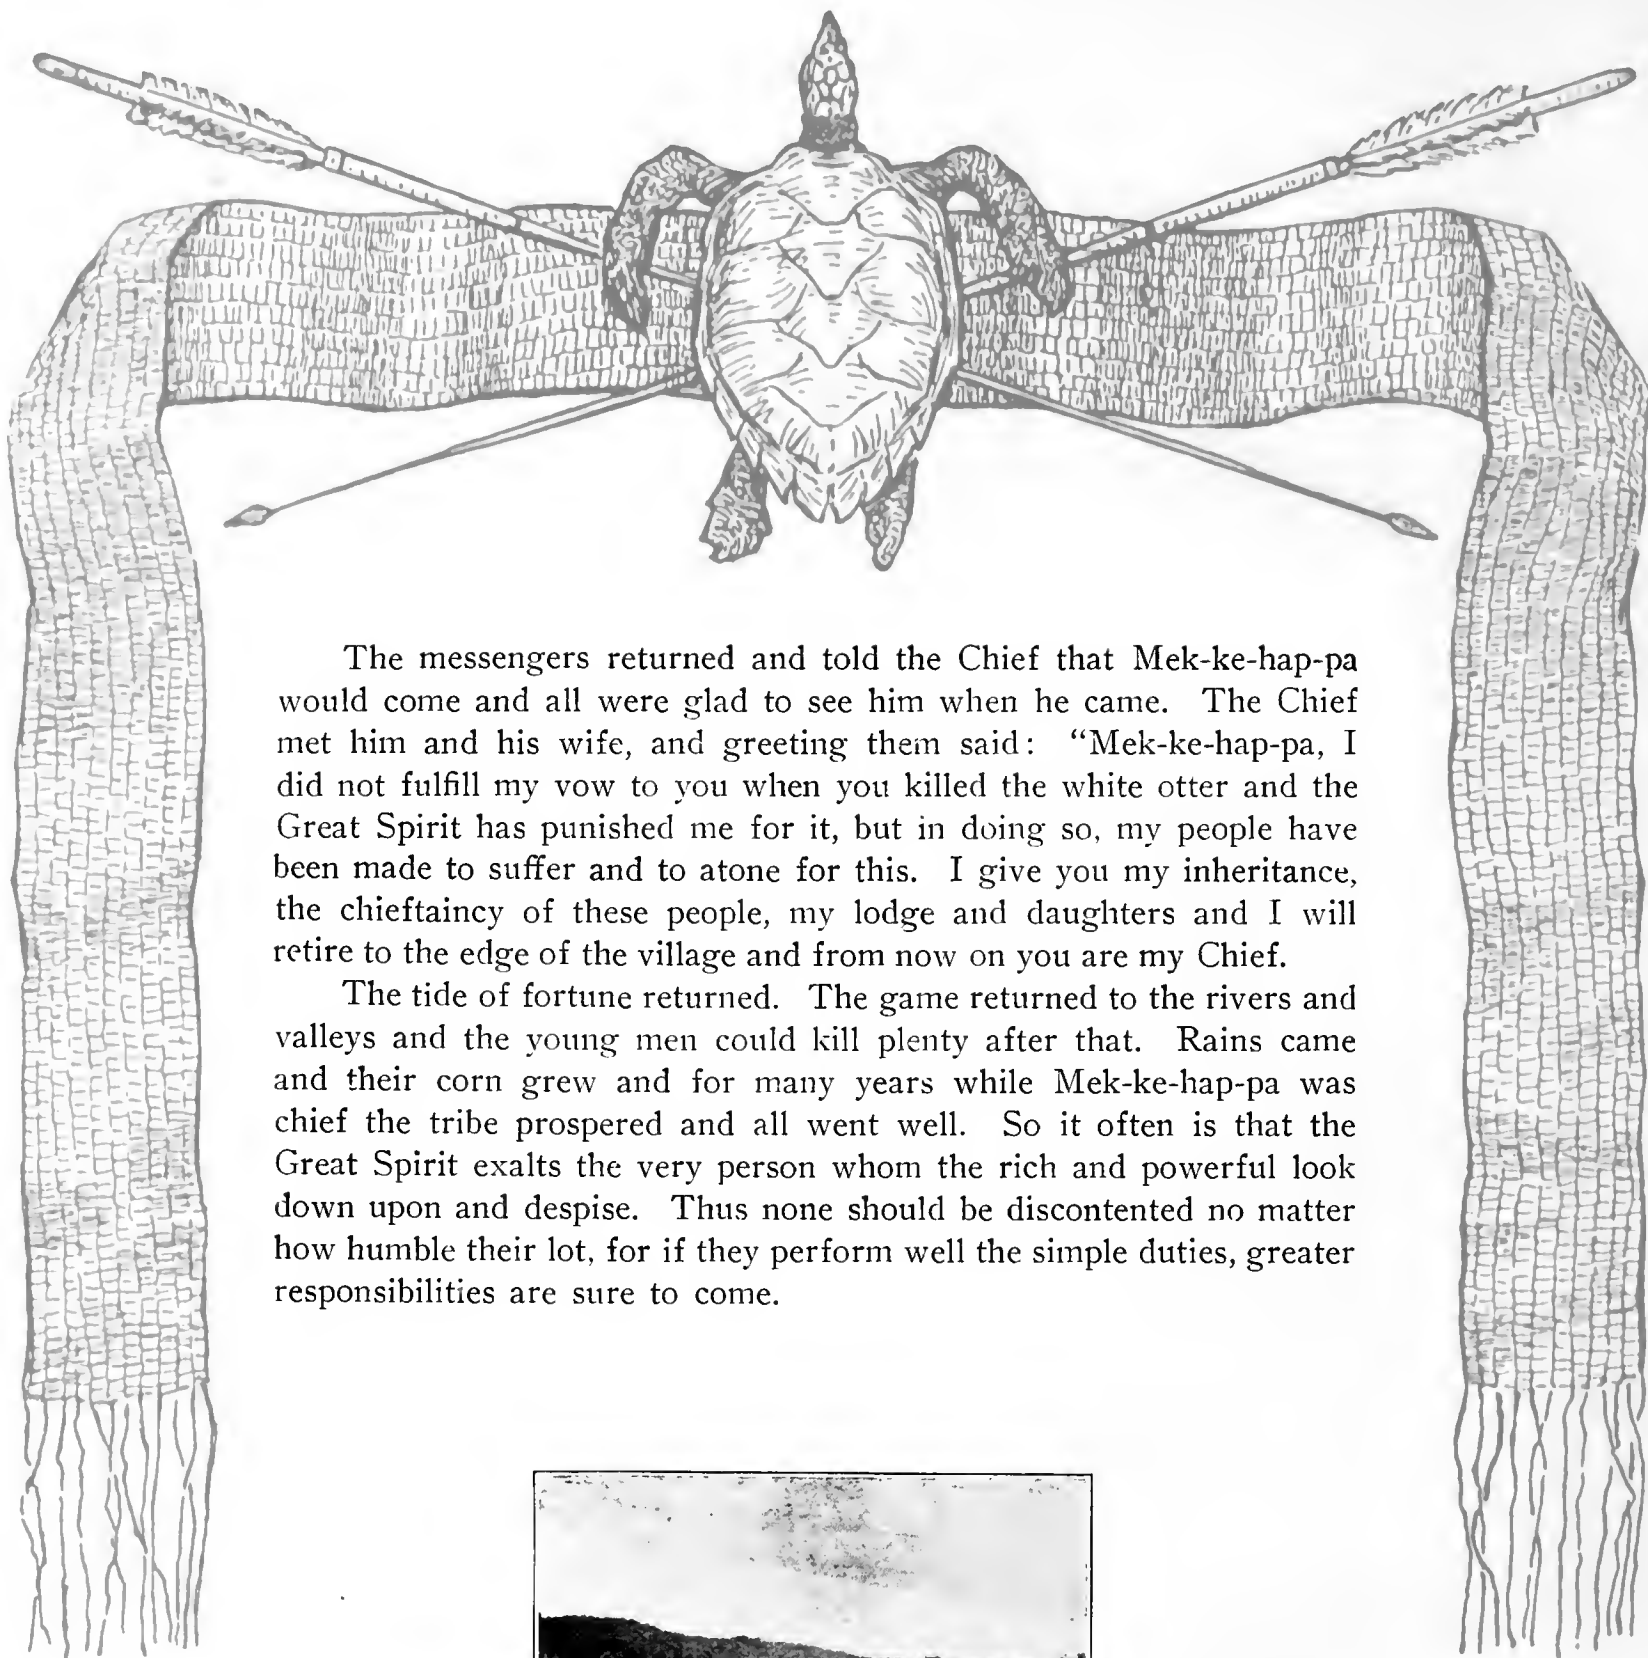 The messengers returned and told the Chief that Mek-ke-hap-pa
would come and all were glad to see him when he came. The Chief
met him and his wife, and greeting them said: “Mek-ke-hap-pa, I
did not fulfill my vow to you when you killed the white otter and the
Great Spirit has punished me for it, but in doing so, my people have
been made to suffer and to atone for this. I give you my inheritance,
the chieftaincy of these people, my lodge and daughters and I will
retire to the edge of the village and from now on you are my Chief.
The tide of fortune returned. The game returned to the rivers and
valleys and the young men could kill plenty after that. Rains came
and their corn grew and for many years while Mek-ke-hap-pa was
chief the tribe prospered and all went well. So it often is that the
Great Spirit exalts the very person whom the rich and powerful look
down upon and despise. Thus none should be discontented no matter
how humble their lot, for if they perform well the simple duties, greater
responsibilities are sure to come.